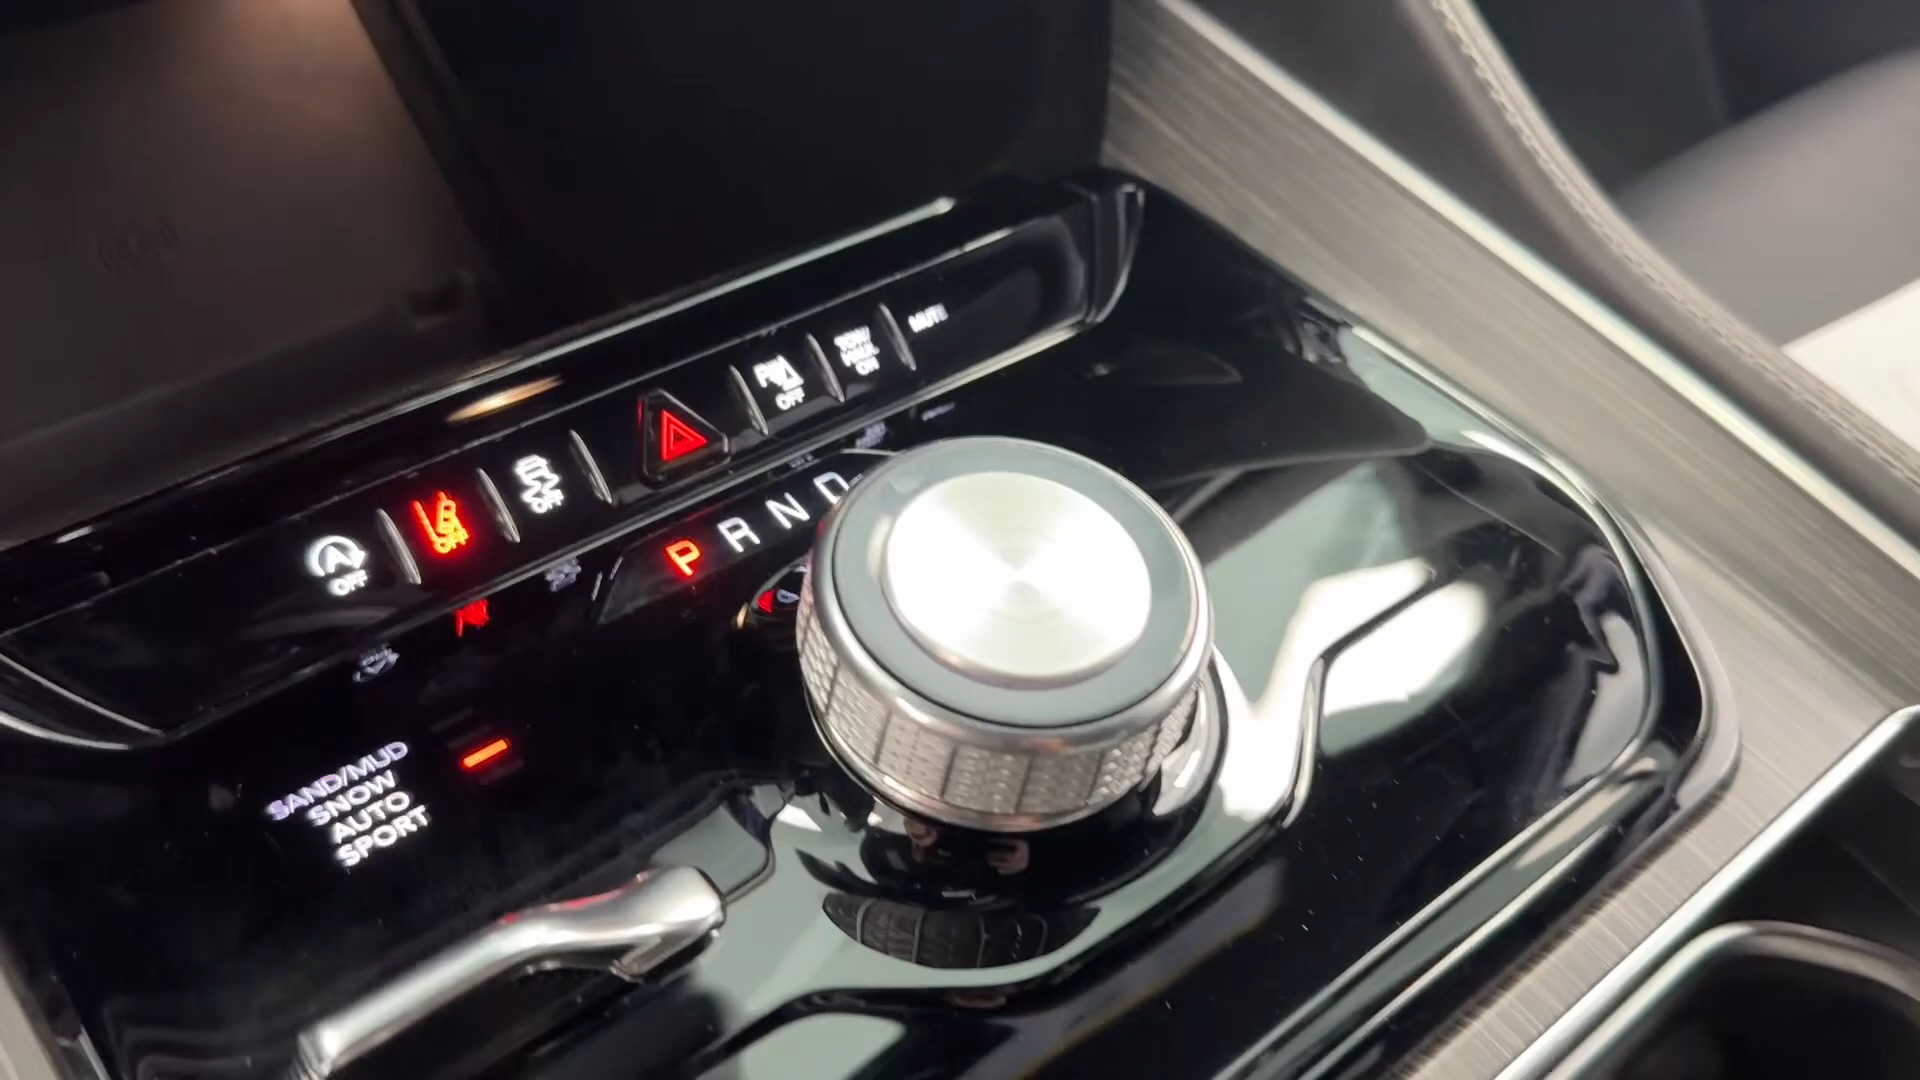 OFF
OFF
OFF
OFF
TOW/
HAUL
ON
MUTE
P R N D
SAND/MUD
SNOW
AUTO
SPORT